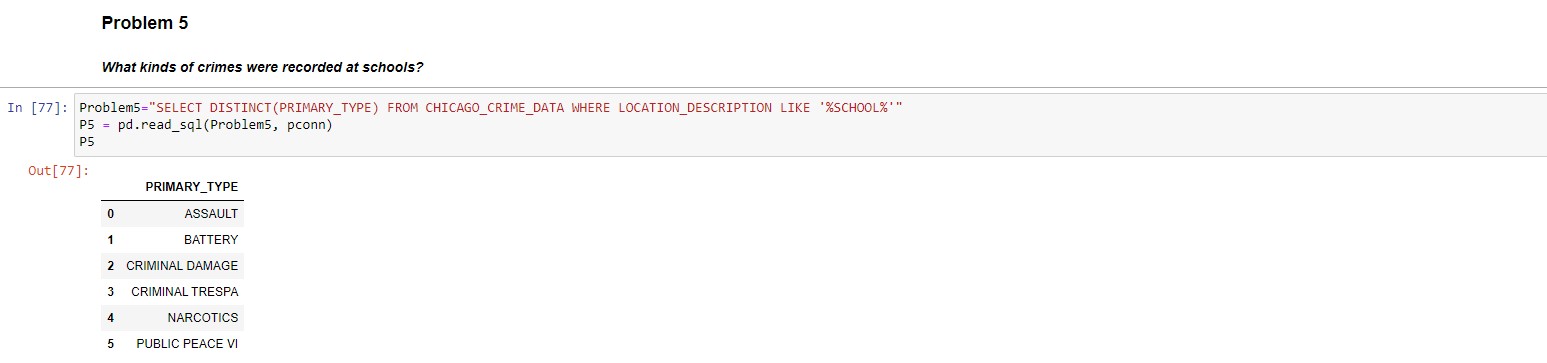 Problem 5
What kinds of crimes were recorded at schools?
In [77]: Problem5="SELECT DISTINCT(PRIMARY_TYPE) FROM CHICAGO_CRIME_DATA WHERE LOCATION_DESCRIPTION LIKE '%SCHOOL%'"
P5 = pd.read_sql(Problem5, pconn)
P5
Out[77]:
PRIMARY_TYPE
0 ASSAULT
1 BATTERY
2 CRIMINAL DAMAGE
3 CRIMINAL TRESPA
4 NARCOTICS
5 PUBLIC PEACE VI